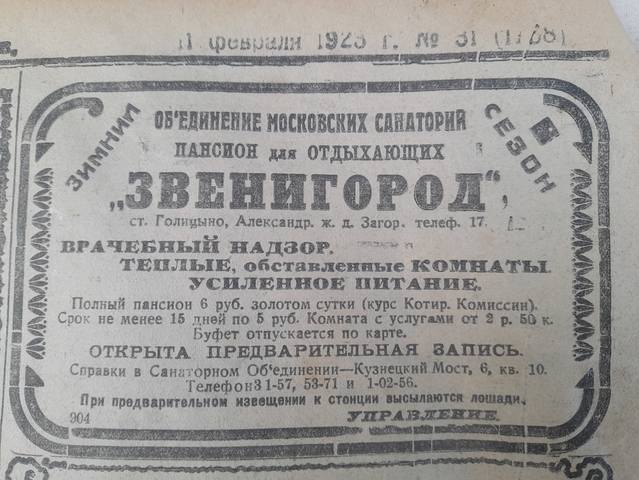 11 февраля 1923 г. № 31
ЗИМНИЙ
СЕЗОН
ОБ'ЕДИНЕНИЕ МОСКОВСКИХ САНАТОРИЙ
ПАНСИОН для ОТДЫХАЮЩИХ
„ЗВЕНИГОРОД",
ст. Голицыно, Александр. ж. д. Загор. телеф. 17.
ВРАЧЕБНЫЙ НАДЗОР.
ТЕПЛЫЕ, обставленные КОМНАТЫ.
УСИЛЕННОЕ ПИТАНИЕ.
Полный пансион 6 руб. золотом сутки (курс Котир. Комиссии).
Срок не менее 15 дней по 5 руб. Комната с услугами от 2 р. 50 к.
Буфет отпускается по карте.
ОТКРЫТА ПРЕДВАРИТЕЛЬНАЯ ЗАПИСЬ.
Справки в Санаторном Об'единении—Кузнецкий Мост, 6, кв. 10.
Телефон 31-57, 53-71 и 1-02-56.
При предварительном извещении к станции высылаются лошади.
904 УПРАВЛЕНИЕ.